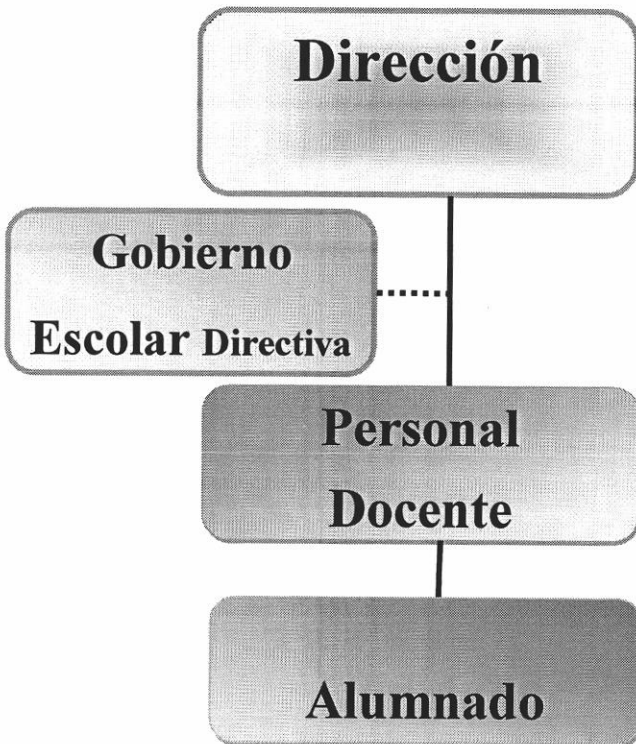 Dirección
Gobierno
Escolar Directiva
Personal
Docente
Alumnado